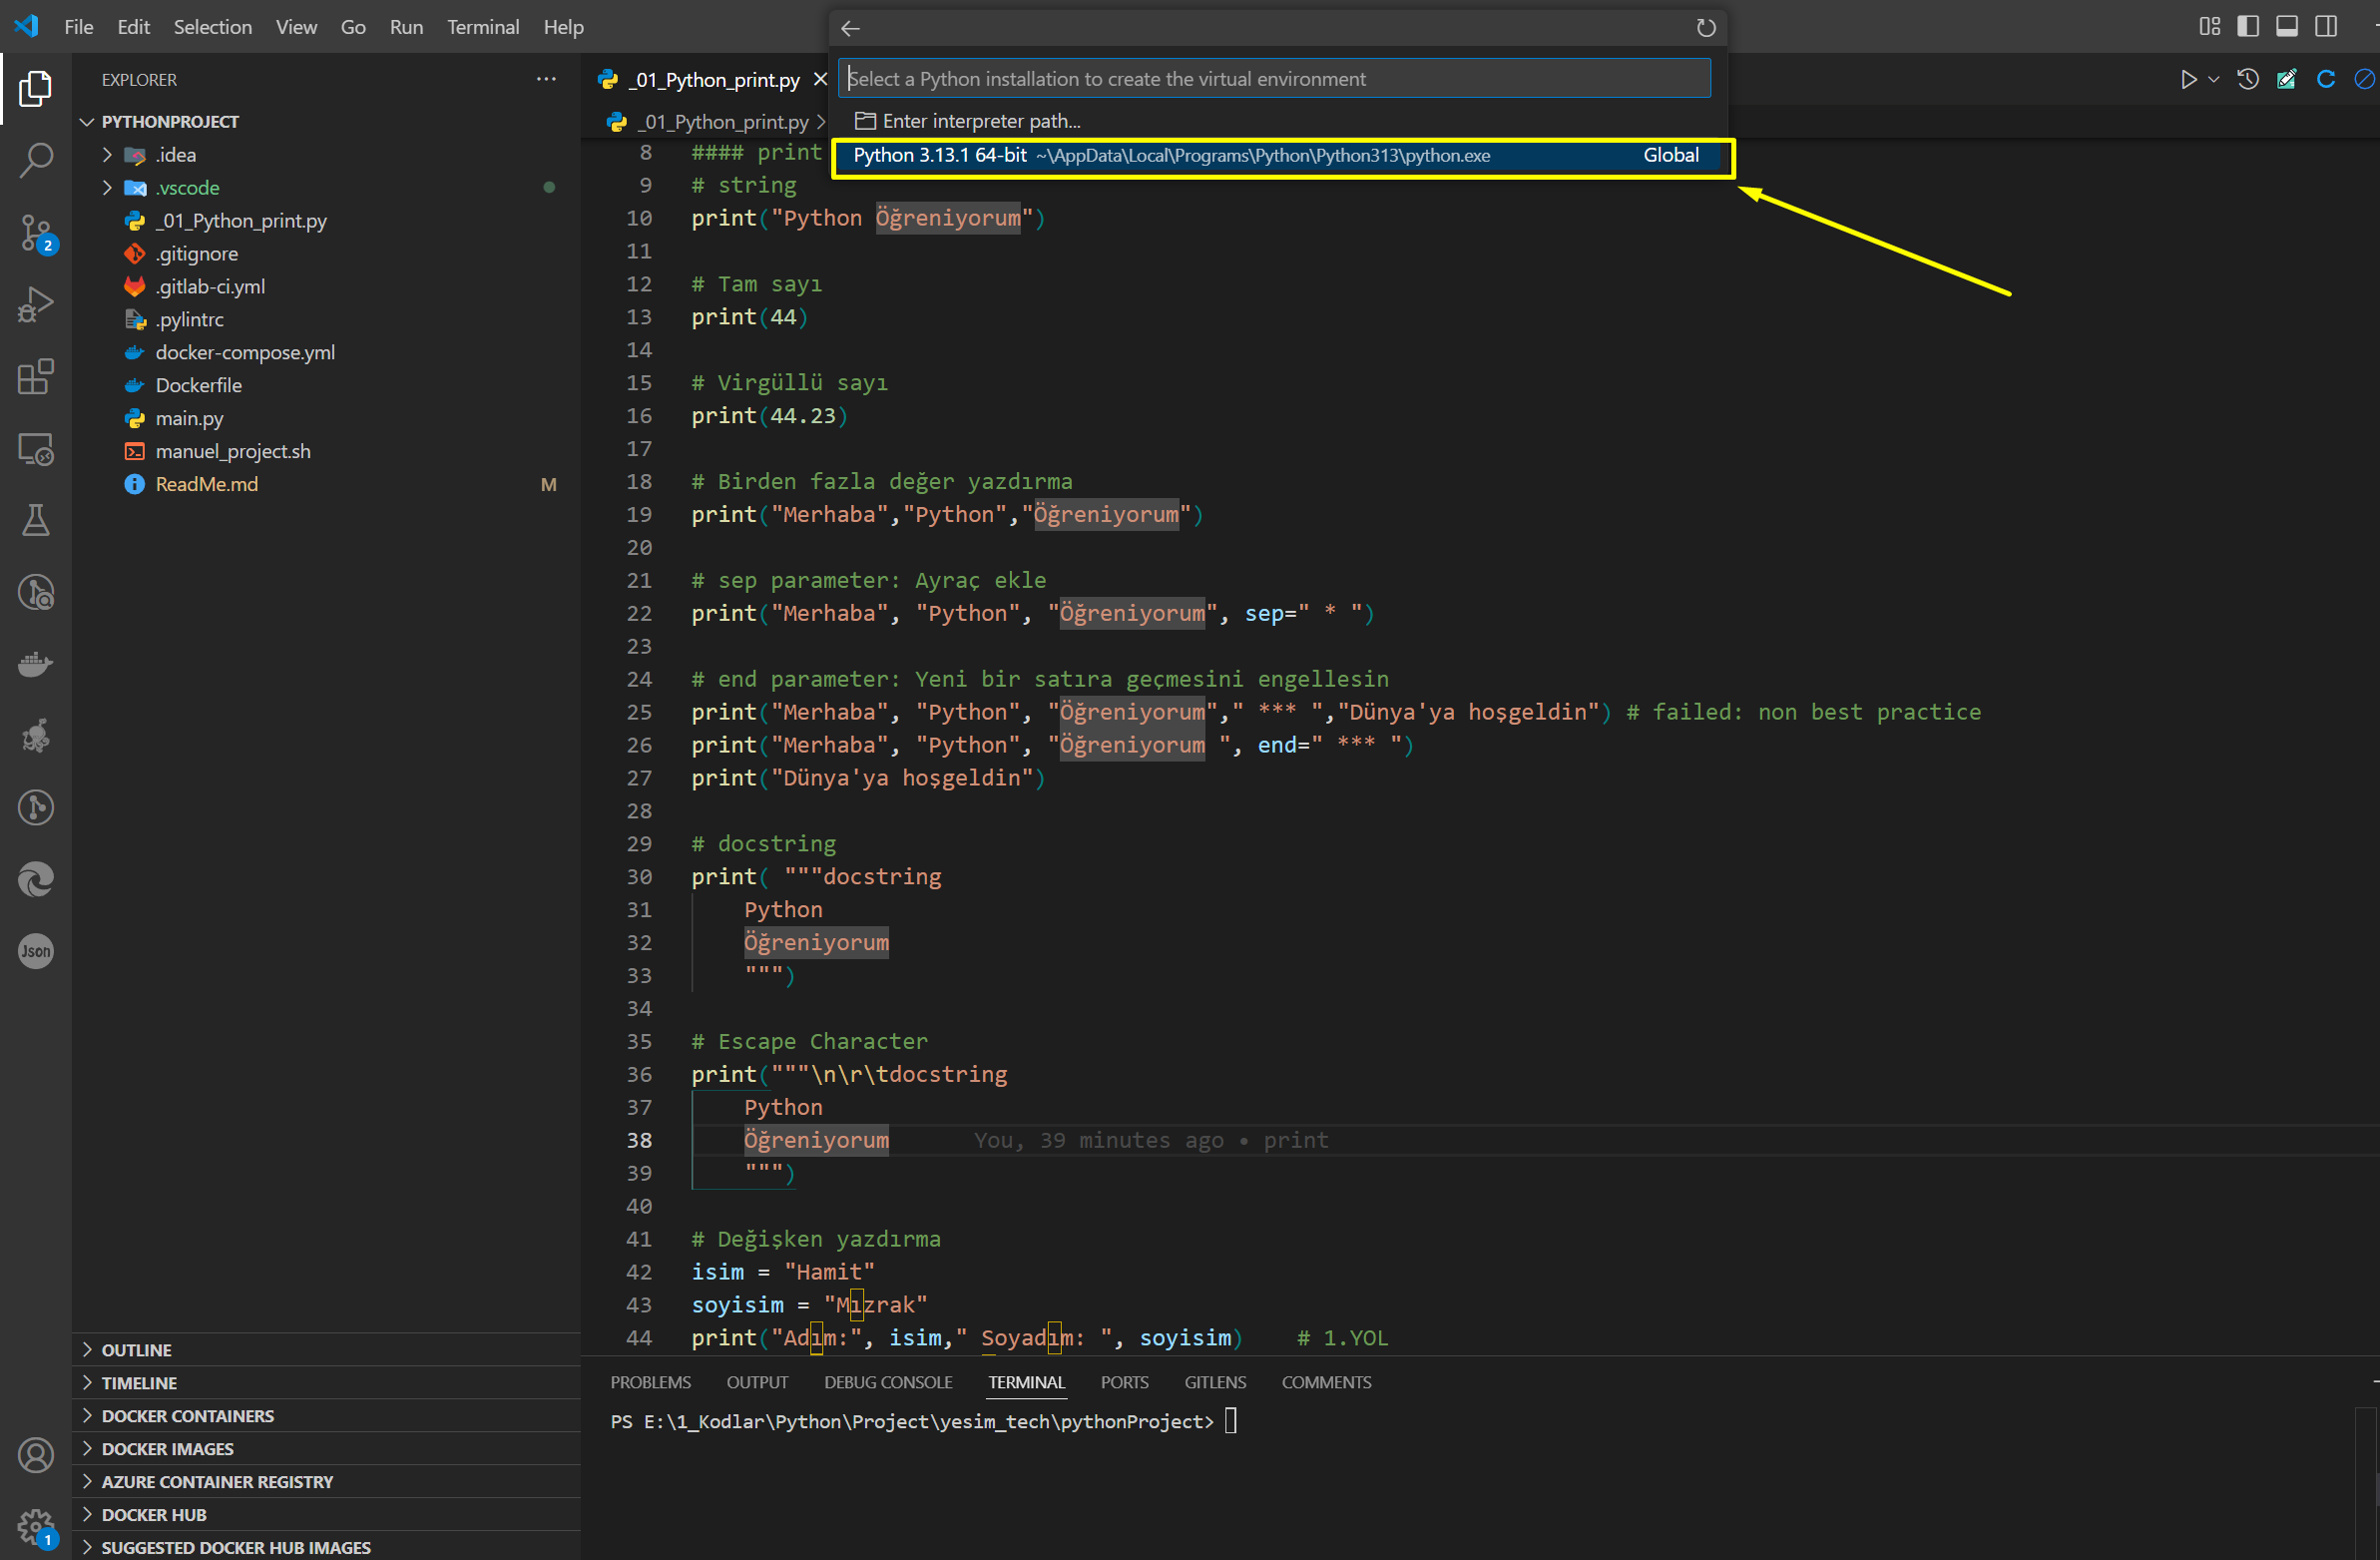 File Edit Selection View Go Run Terminal Help
EXPLORER
PYTHONPROJECT
.idea
.vscode
_01_Python_print.py
.gitignore
.gitlab-ci.yml
.pylintrc
docker-compose.yml
Dockerfile
main.py
manuel_project.sh
ReadMe.md M
OUTLINE
TIMELINE
DOCKER CONTAINERS
DOCKER IMAGES
AZURE CONTAINER REGISTRY
DOCKER HUB
SUGGESTED DOCKER HUB IMAGES
2
Json
1
_01_Python_print.py
_01_Python_print.py >
Select a Python installation to create the virtual environment
Enter interpreter path...
Python 3.13.1 64-bit ~\AppData\Local\Programs\Python\Python313\python.exe Global
8 #### print
9 # string
10 print("Python Öğreniyorum")
11
12 # Tam sayı
13 print(44)
14
15 # Virgüllü sayı
16 print(44.23)
17
18 # Birden fazla değer yazdırma
19 print("Merhaba","Python","Öğreniyorum")
20
21 # sep parameter: Ayraç ekle
22 print("Merhaba", "Python", "Öğreniyorum", sep=" * ")
23
24 # end parameter: Yeni bir satıra geçmesini engellesin
25 print("Merhaba", "Python", "Öğreniyorum"," *** ","Dünya'ya hoşgeldin") # failed: non best practice
26 print("Merhaba", "Python", "Öğreniyorum ", end=" *** ")
27 print("Dünya'ya hoşgeldin")
28
29 # docstring
30 print( """docstring
31 Python
32 Öğreniyorum
33 """)
34
35 # Escape Character
36 print("""\n\r\tdocstring
37 Python
38 Öğreniyorum You, 39 minutes ago • print
39 """)
40
41 # Değişken yazdırma
42 isim = "Hamit"
43 soyisim = "Mızrak"
44 print("Adım:", isim," Soyadım: ", soyisim) # 1.YOL
PROBLEMS OUTPUT DEBUG CONSOLE TERMINAL PORTS GITLENS COMMENTS
PS E:\1_Kodlar\Python\Project\yesim_tech\pythonProject>